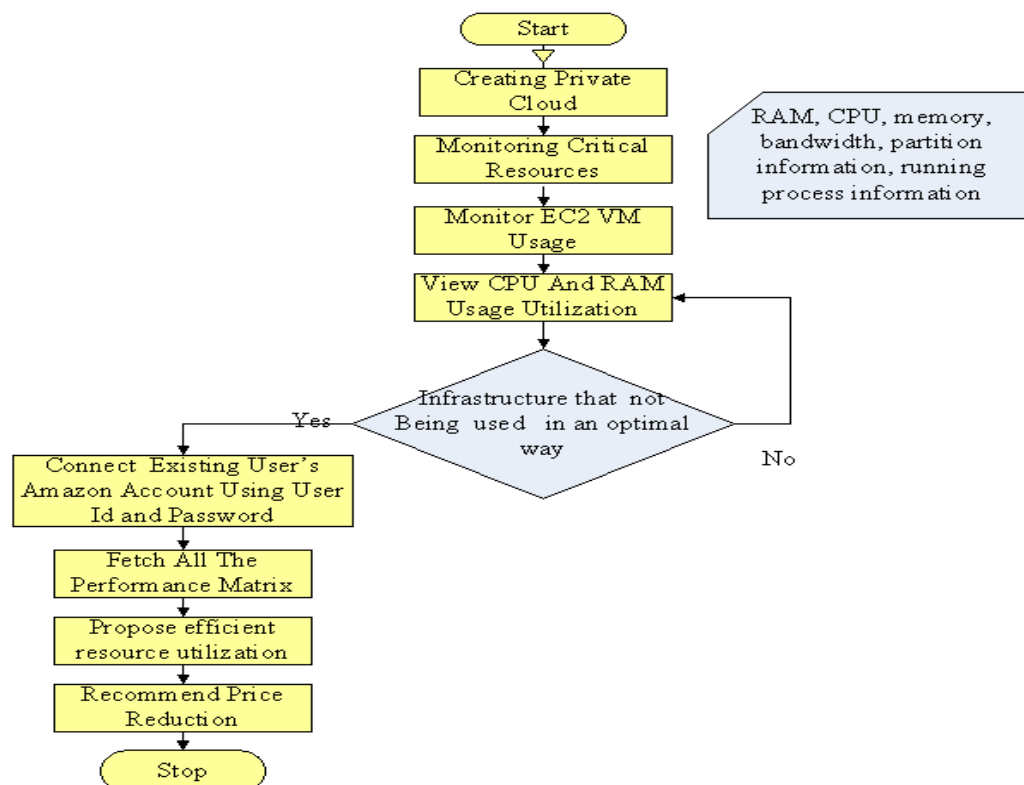 Start
Creating Private
Cloud
Monitoring Critical
Resources
RAM, CPU, memory,
bandwidth, partition
information, running
process information
Monitor EC2 VM
Usage
View CPU And RAM
Usage Utilization
Infrastructure that not
Being used in an optimal
way
Yes
No
Connect Existing User's
Amazon Account Using User
Id and Password
Fetch All The
Performance Matrix
Propose efficient
resource utilization
Recommend Price
Reduction
Stop